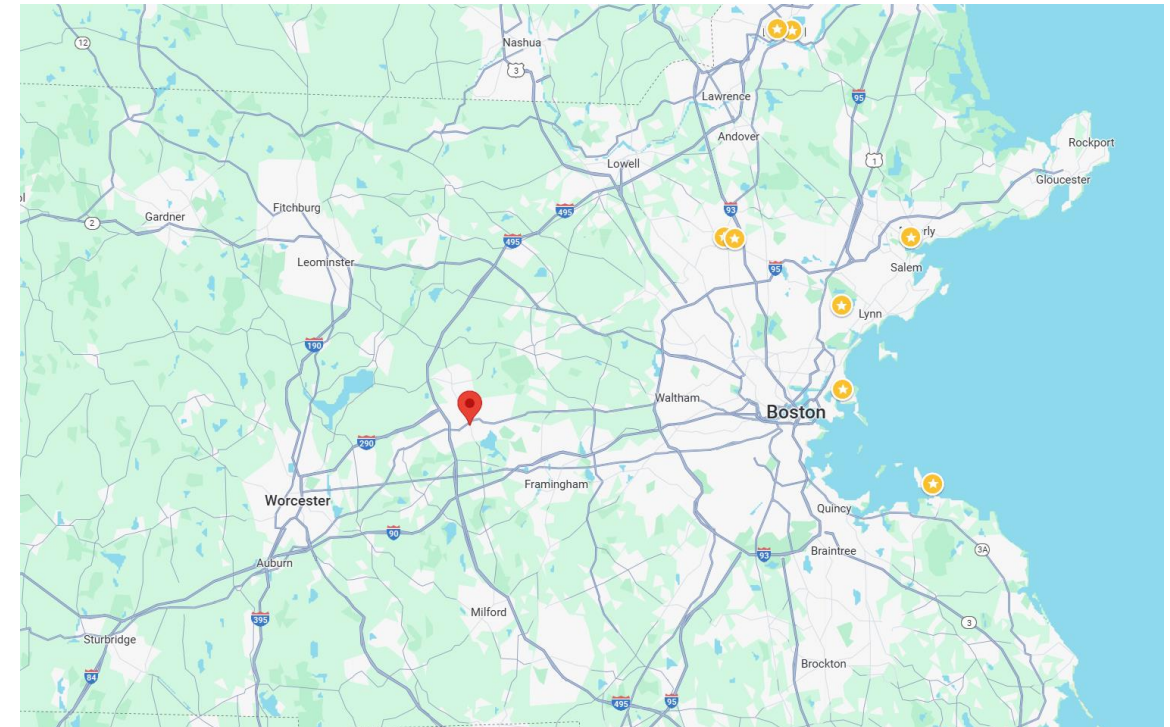 12
Nashua
3
Lawrence
95
Andover
Rockport
1
Lowell
Gloucester
495
93
Gardner
Fitchburg
2
495
Leominster
95
Salem
Lynn
190
Waltham
Boston
290
Framingham
Worcester
Quincy
90
Braintree
3A
93
Auburn
Milford
395
3
Sturbridge
Brockton
84
495
95